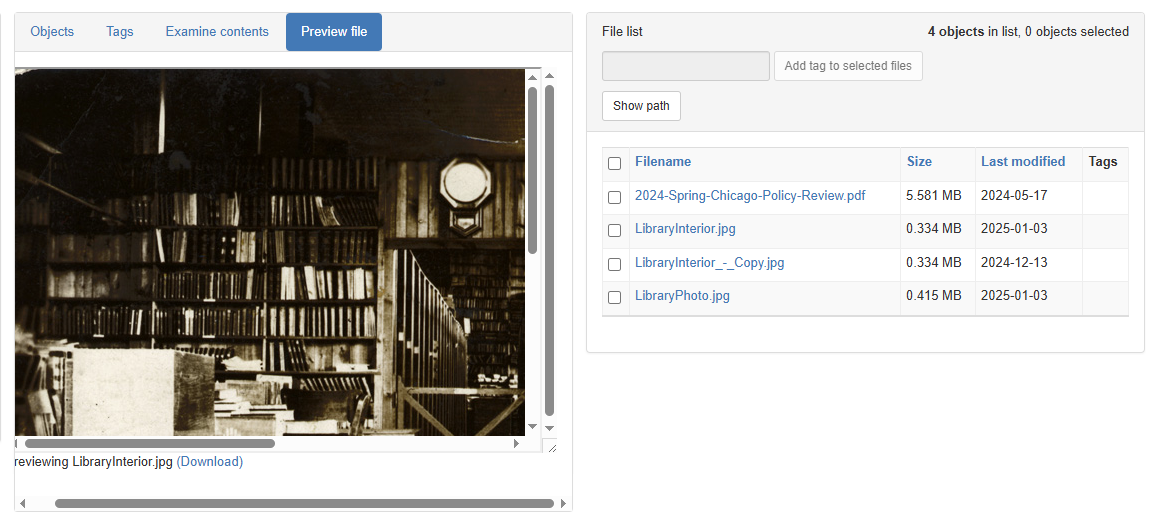 Objects Tags Examine contents Preview file
reviewing LibraryInterior.jpg (Download)
File list 4 objects in list, 0 objects selected
Add tag to selected files
Show path
Filename Size Last modified Tags
2024-Spring-Chicago-Policy-Review.pdf 5.581 MB 2024-05-17
LibraryInterior.jpg 0.334 MB 2025-01-03
LibraryInterior_-_Copy.jpg 0.334 MB 2024-12-13
LibraryPhoto.jpg 0.415 MB 2025-01-03